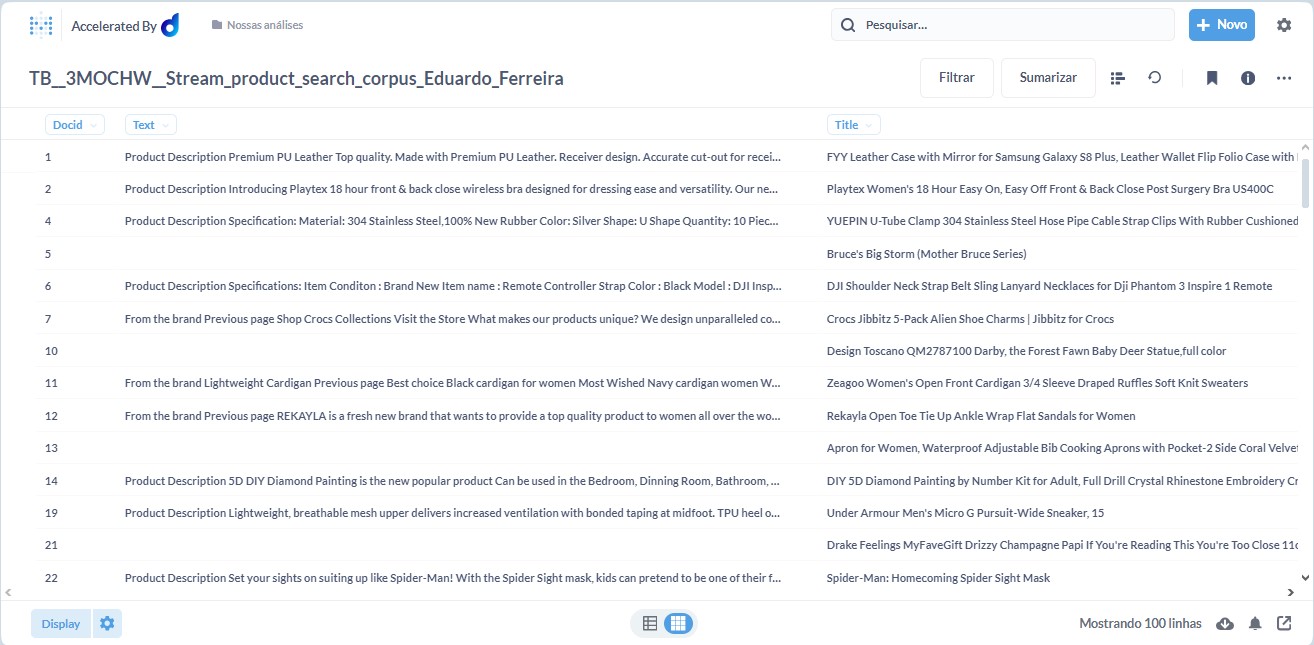 Accelerated By
Nossas análises
Pesquisar...
+ Novo
TB__3MOCHW__Stream_product_search_corpus_Eduardo_Ferreira
Filtrar
Sumarizar
Docid Text Title
1 Product Description Premium PU Leather Top quality. Made with Premium PU Leather. Receiver design. Accurate cut-out for recei... FYY Leather Case with Mirror for Samsung Galaxy S8 Plus, Leather Wallet Flip Folio Case with
2 Product Description Introducing Playtex 18 hour front & back close wireless bra designed for dressing ease and versatility. Our ne... Playtex Women's 18 Hour Easy On, Easy Off Front & Back Close Post Surgery Bra US400C
4 Product Description Specification: Material: 304 Stainless Steel,100% New Rubber Color: Silver Shape: U Shape Quantity: 10 Piec... YUEPIN U-Tube Clamp 304 Stainless Steel Hose Pipe Cable Strap Clips With Rubber Cushioned
5 Bruce's Big Storm (Mother Bruce Series)
6 Product Description Specifications: Item Conditon : Brand New Item name : Remote Controller Strap Color : Black Model : DJI Insp... DJI Shoulder Neck Strap Belt Sling Lanyard Necklaces for Dji Phantom 3 Inspire 1 Remote
7 From the brand Previous page Shop Crocs Collections Visit the Store What makes our products unique? We design unparalleled co... Crocs Jibbitz 5-Pack Alien Shoe Charms | Jibbitz for Crocs
10 Design Toscano QM2787100 Darby, the Forest Fawn Baby Deer Statue,full color
11 From the brand Lightweight Cardigan Previous page Best choice Black cardigan for women Most Wished Navy cardigan women W... Zeagoo Women's Open Front Cardigan 3/4 Sleeve Draped Ruffles Soft Knit Sweaters
12 From the brand Previous page REKAYLA is a fresh new brand that wants to provide a top quality product to women all over the wo... Rekayla Open Toe Tie Up Ankle Wrap Flat Sandals for Women
13 Apron for Women, Waterproof Adjustable Bib Cooking Aprons with Pocket-2 Side Coral Velvet
14 Product Description 5D DIY Diamond Painting is the new popular product Can be used in the Bedroom, Dinning Room, Bathroom, ... DIY 5D Diamond Painting by Number Kit for Adult, Full Drill Crystal Rhinestone Embroidery Cr
19 Product Description Lightweight, breathable mesh upper delivers increased ventilation with bonded taping at midfoot. TPU heel o... Under Armour Men's Micro G Pursuit-Wide Sneaker, 15
21 Drake Feelings MyFaveGift Drizzy Champagne Papi If You're Reading This You're Too Close 11o
22 Product Description Set your sights on suiting up like Spider-Man! With the Spider Sight mask, kids can pretend to be one of their f... Spider-Man: Homecoming Spider Sight Mask
Display
Mostrando 100 linhas